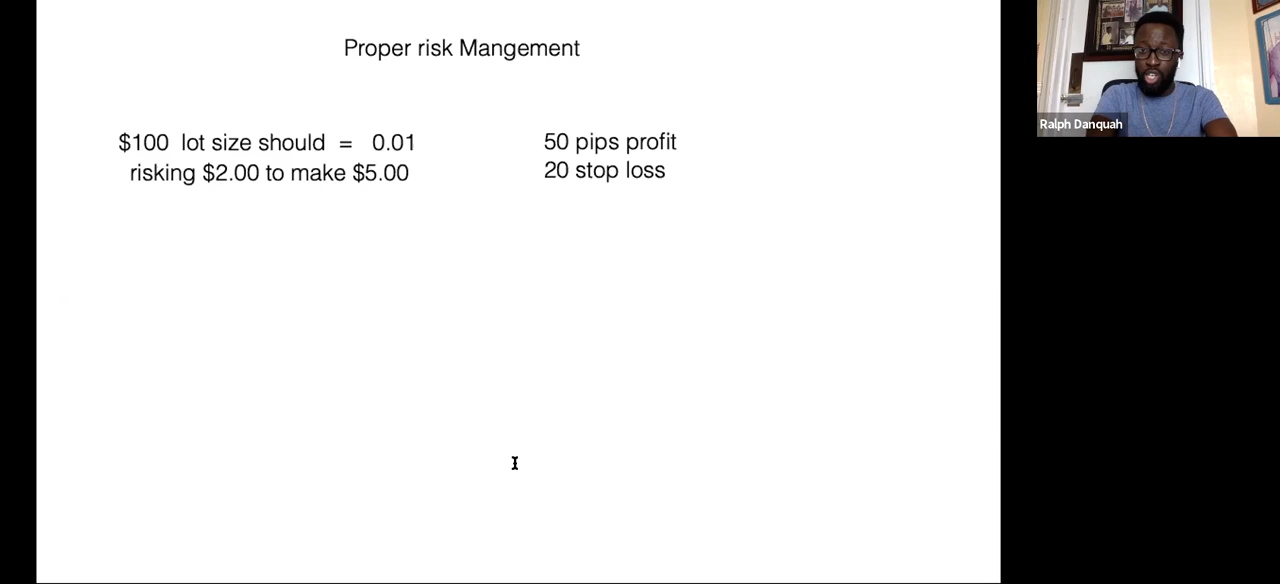 Proper risk Mangement
$100 lot size should = 0.01
risking $2.00 to make $5.00
50 pips profit
20 stop loss
Ralph Danquah